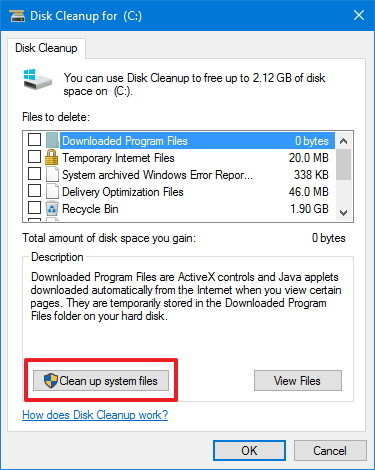 Disk Cleanup for  (C:)
Disk Cleanup
You can use Disk Cleanup to free up to 2.12 GB of disk
space on  (C:).
Files to delete:
Downloaded Program Files 0 bytes
Temporary Internet Files 20.0 MB
System archived Windows Error Repor... 338 KB
Delivery Optimization Files 46.0 MB
Recycle Bin 1.90 GB
Total amount of disk space you gain: 0 bytes
Description
Downloaded Program Files are ActiveX controls and Java applets
downloaded automatically from the Internet when you view certain
pages. They are temporarily stored in the Downloaded Program
Files folder on your hard disk.
Clean up system files View Files
How does Disk Cleanup work?
OK Cancel